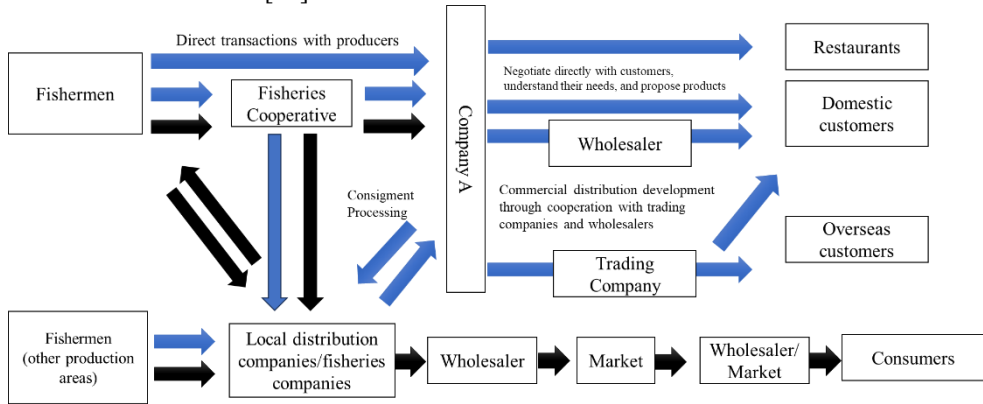 Direct transactions with producers
Fishermen
Fisheries
Cooperative
Company A
Restaurants
Negotiate directly with customers,
understand their needs, and propose products
Domestic
customers
Wholesaler
Consigment
Processing
Commercial distribution development
through cooperation with trading
companies and wholesalers
Overseas
customers
Trading
Company
Fishermen
(other production
areas)
Local distribution
companies/fisheries
companies
Wholesaler
Market
Wholesaler/
Market
Consumers